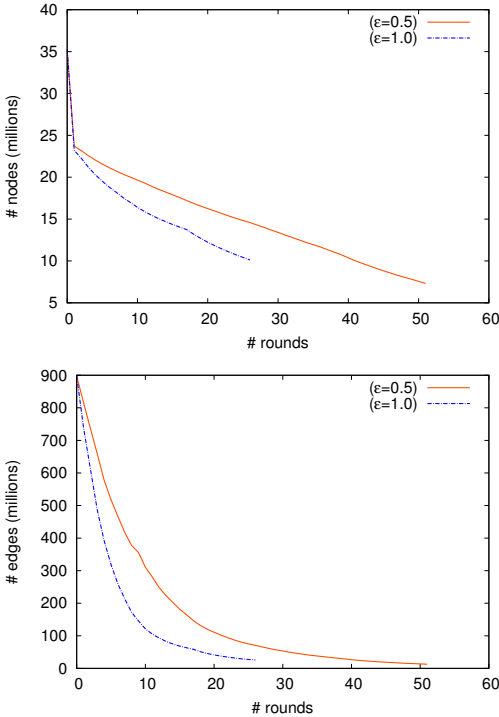 40
35
30
25
20
15
10
5
# nodes (millions)
(ε=0.5)
(ε=1.0)
0 10 20 30 40 50 60
# rounds
900
800
700
600
500
400
300
200
100
0
# edges (millions)
(ε=0.5)
(ε=1.0)
0 10 20 30 40 50 60
# rounds